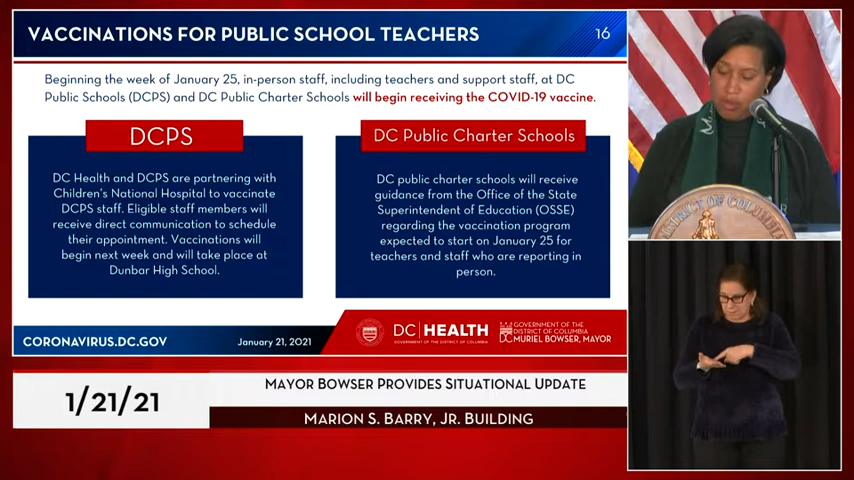 VACCINATIONS FOR PUBLIC SCHOOL TEACHERS
16
Beginning the week of January 25, in-person staff, including teachers and support staff, at DC
Public Schools (DCPS) and DC Public Charter Schools will begin receiving the COVID-19 vaccine.
DCPS
DC Health and DCPS are partnering with
Children's National Hospital to vaccinate
DCPS staff. Eligible staff members will
receive direct communication to schedule
their appointment. Vaccinations will
begin next week and will take place at
Dunbar High School.
DC Public Charter Schools
DC public charter schools will receive
guidance from the Office of the State
Superintendent of Education (OSSE)
regarding the vaccination program
expected to start on January 25 for
teachers and staff who are reporting in
person.
CORONAVIRUS.DC.GOV
January 21, 2021
DC HEALTH
GOVERNMENT OF THE DISTRICT OF COLUMBIA
GOVERNMENT OF THE
DISTRICT OF COLUMBIA
DC MURIEL BOWSER, MAYOR
1/21/21
MAYOR BOWSER PROVIDES SITUATIONAL UPDATE
MARION S. BARRY, JR. BUILDING
DISTRICT OF COLUMBIA